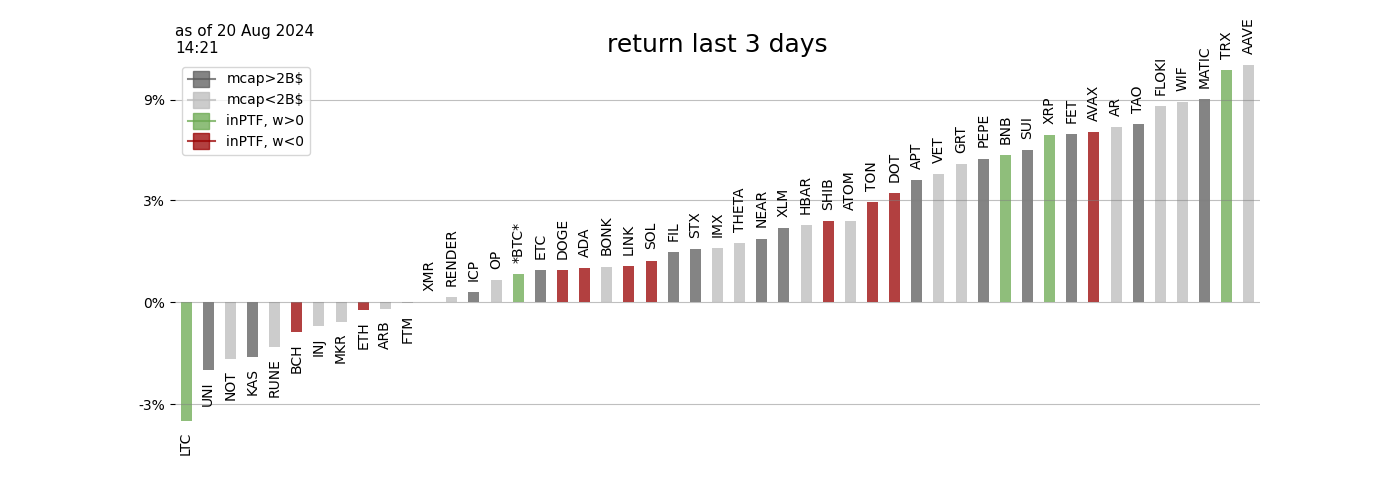 as of 20 Aug 2024
14:21
return last 3 days
mcap>2B$
mcap<2B$
inPTF, w>0
inPTF, w<0
9%
3%
0%
-3%
LTC
UNI
NOT
KAS
RUNE
BCH
INJ
MKR
ETH
ARB
FTM
XMR
RENDER
ICP
OP
*BTC*
ETC
DOGE
ADA
BONK
LINK
SOL
FIL
STX
IMX
THETA
NEAR
XLM
HBAR
SHIB
ATOM
TON
DOT
APT
VET
GRT
PEPE
BNB
SUI
XRP
FET
AVAX
AR
TAO
FLOKI
WIF
MATIC
TRX
AAVE